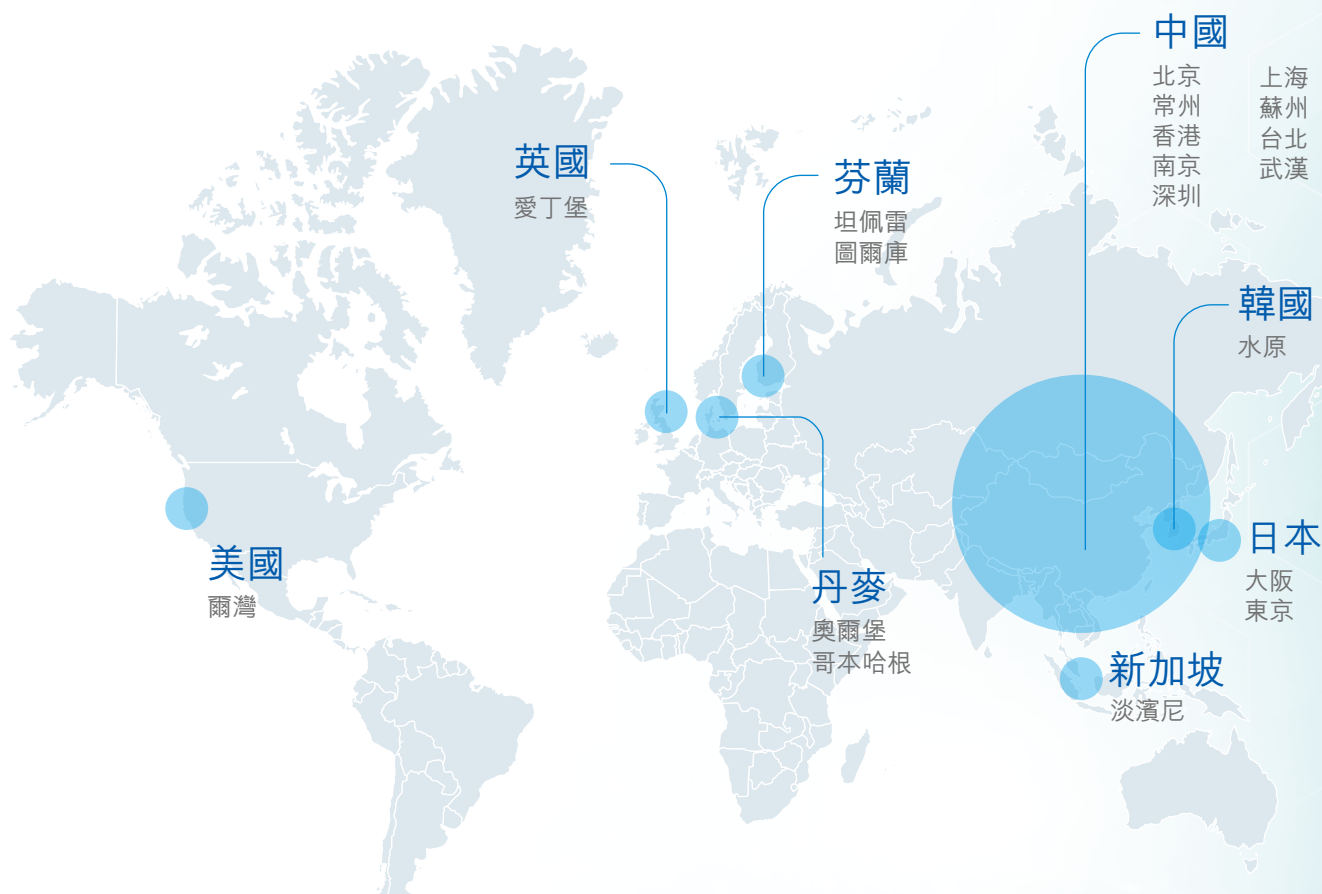 中國
北京
常州
香港
南京
深圳
上海
蘇州
台北
武漢
英國
愛丁堡
芬蘭
坦佩雷
圖爾庫
韓國
水原
日本
大阪
東京
美國
爾灣
丹麥
奧爾堡
哥本哈根
新加坡
淡濱尼